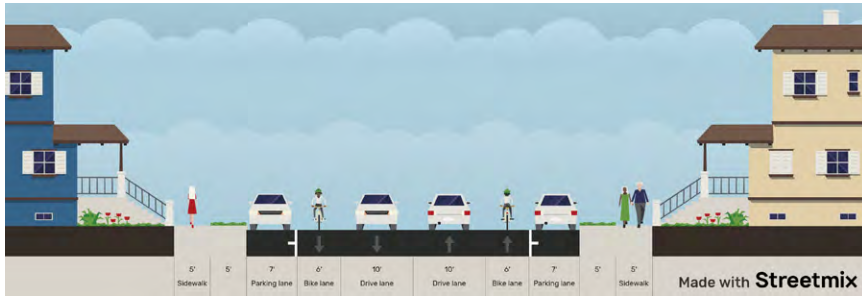 5' 5' 7' 6' 10' 10' 6' 7' 5' 5'
Sidewalk Parking lane Bike lane Drive lane Drive lane Bike lane Parking lane Sidewalk
Made with Streetmix